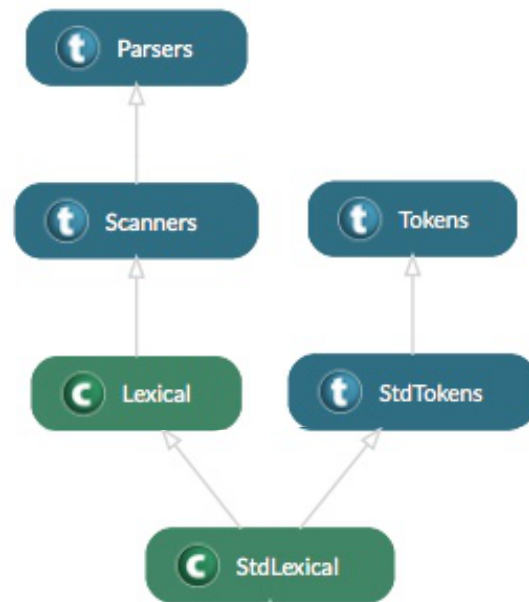 t Parsers
t Scanners
t Tokens
c Lexical
t StdTokens
c StdLexical